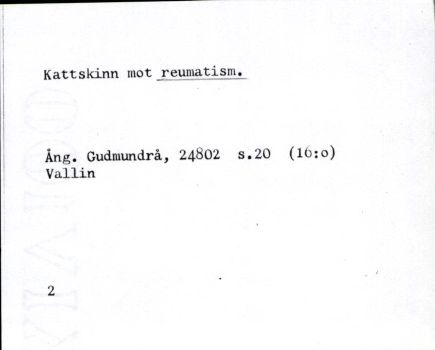 Kattskinn mot reumatism.
Ång. Gudmundrå, 24802 s.20 (16:o)
Vallin
2